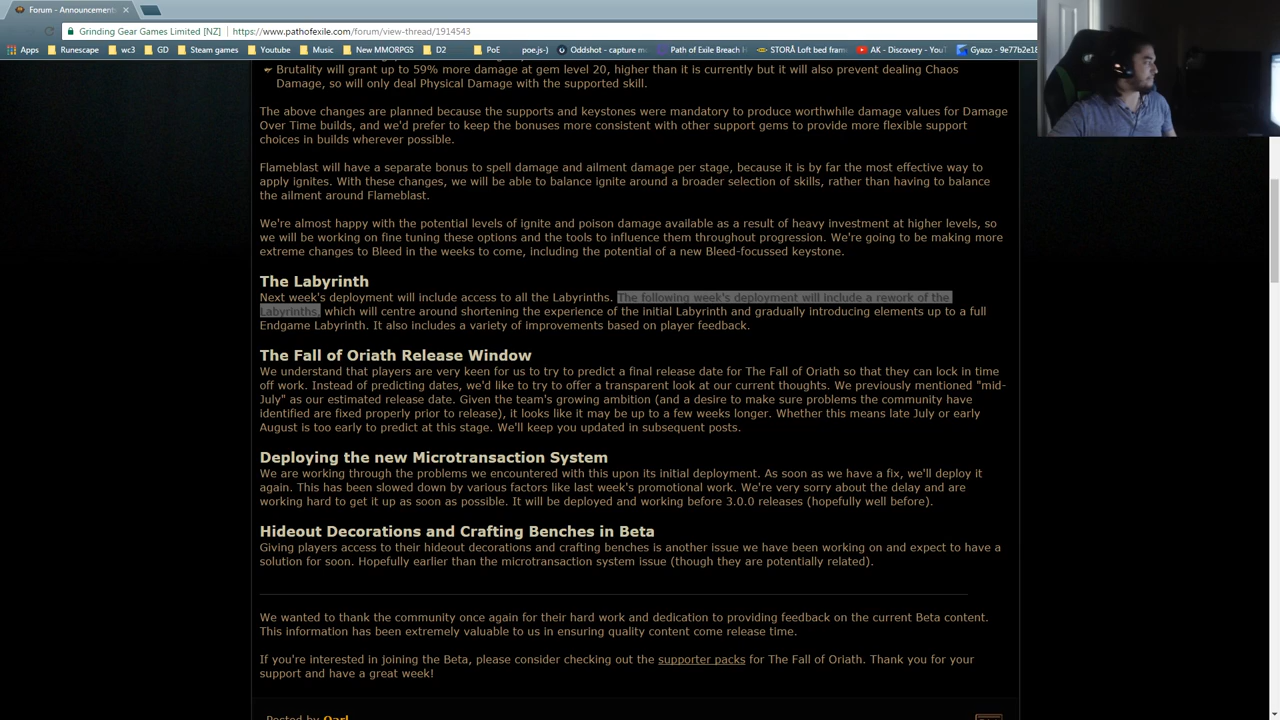 Forum - Announcements
Grinding Gear Games Limited [NZ] https://www.pathofexile.com/forum/view-thread/1914543
Apps Runescape wc3 GD Steam games Youtube Music New MMORPGS D2 PoE poe.js-) Oddshot - capture m Path of Exile Breach H STORÅ Loft bed fram AK - Discovery - YouT Gyazo - 9e77b2e18
Brutality will grant up to 59% more damage at gem level 20, higher than it is currently but it will also prevent dealing Chaos
Damage, so will only deal Physical Damage with the supported skill.
The above changes are planned because the supports and keystones were mandatory to produce worthwhile damage values for Damage
Over Time builds, and we'd prefer to keep the bonuses more consistent with other support gems to provide more flexible support
choices in builds wherever possible.
Flameblast will have a separate bonus to spell damage and ailment damage per stage, because it is by far the most effective way to
apply ignites. With these changes, we will be able to balance ignite around a broader selection of skills, rather than having to balance
the ailment around Flameblast.
We're almost happy with the potential levels of ignite and poison damage available as a result of heavy investment at higher levels, so
we will be working on fine tuning these options and the tools to influence them throughout progression. We're going to be making more
extreme changes to Bleed in the weeks to come, including the potential of a new Bleed-focussed keystone.
The Labyrinth
Next week's deployment will include access to all the Labyrinths. The following week's deployment will include a rework of the
Labyrinths, which will centre around shortening the experience of the initial Labyrinth and gradually introducing elements up to a full
Endgame Labyrinth. It also includes a variety of improvements based on player feedback.
The Fall of Oriath Release Window
We understand that players are very keen for us to try to predict a final release date for The Fall of Oriath so that they can lock in time
off work. Instead of predicting dates, we'd like to try to offer a transparent look at our current thoughts. We previously mentioned "mid-
July" as our estimated release date. Given the team's growing ambition (and a desire to make sure problems the community have
identified are fixed properly prior to release), it looks like it may be up to a few weeks longer. Whether this means late July or early
August is too early to predict at this stage. We'll keep you updated in subsequent posts.
Deploying the new Microtransaction System
We are working through the problems we encountered with this upon its initial deployment. As soon as we have a fix, we'll deploy it
again. This has been slowed down by various factors like last week's promotional work. We're very sorry about the delay and are
working hard to get it up as soon as possible. It will be deployed and working before 3.0.0 releases (hopefully well before).
Hideout Decorations and Crafting Benches in Beta
Giving players access to their hideout decorations and crafting benches is another issue we have been working on and expect to have a
solution for soon. Hopefully earlier than the microtransaction system issue (though they are potentially related).
We wanted to thank the community once again for their hard work and dedication to providing feedback on the current Beta content.
This information has been extremely valuable to us in ensuring quality content come release time.
If you're interested in joining the Beta, please consider checking out the supporter packs for The Fall of Oriath. Thank you for your
support and have a great week!
Posted by Qarl